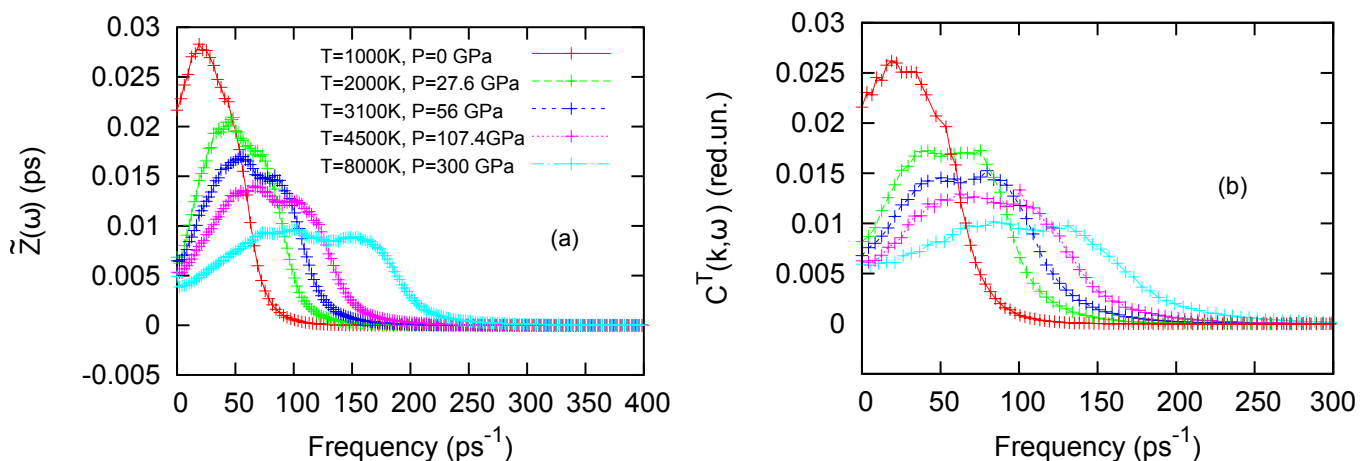 0.03
0.025
0.02
0.015
0.01
0.005
0
-0.005
Z̃(ω) (ps)
T=1000K, P=0 GPa
T=2000K, P=27.6 GPa
T=3100K, P=56 GPa
T=4500K, P=107.4GPa
T=8000K, P=300 GPa
(a)
0 50 100 150 200 250 300 350 400
Frequency (ps⁻¹)
0.03
0.025
0.02
0.015
0.01
0.005
0
C^T(k,ω) (red.un.)
(b)
0 50 100 150 200 250 300
Frequency (ps⁻¹)